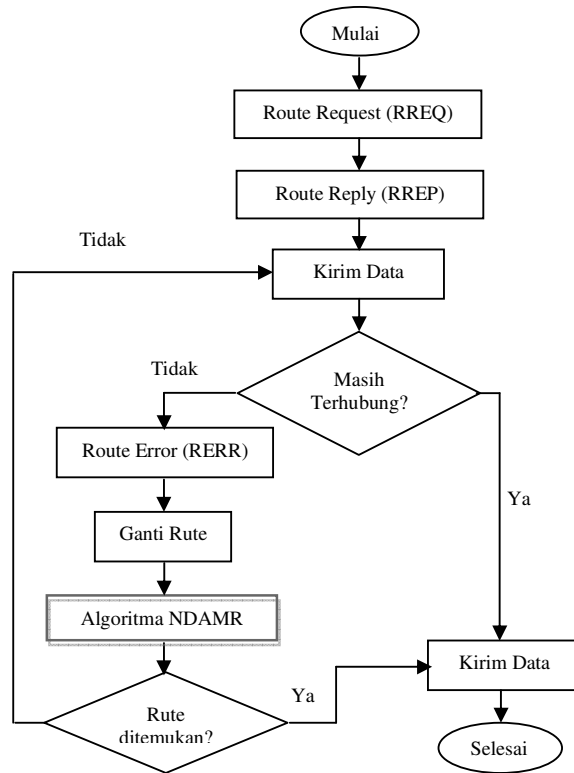 Mulai
Route Request (RREQ)
Route Reply (RREP)
Tidak
Kirim Data
Masih
Terhubung?
Tidak
Route Error (RERR)
Ya
Ganti Rute
Algoritma NDAMR
Kirim Data
Ya
Rute
ditemukan?
Selesai